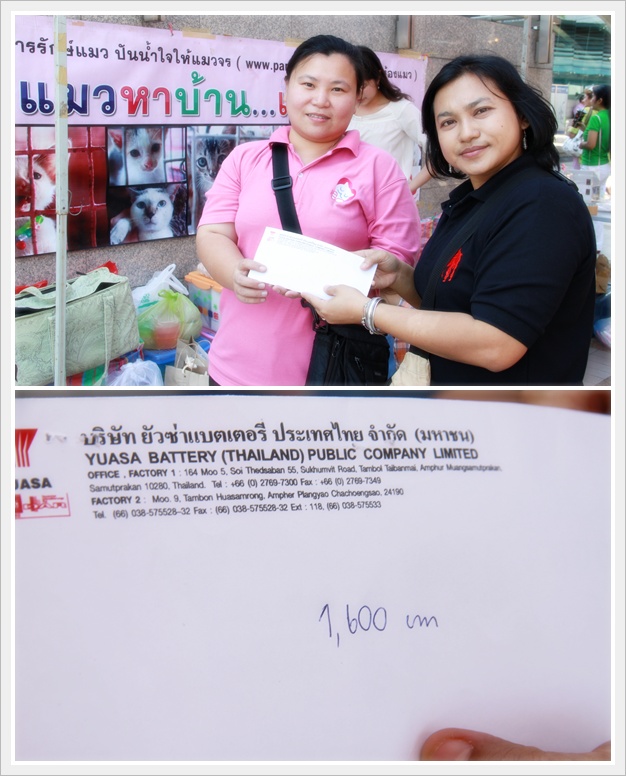 ารรักษ์แมว ปันน้ำใจให้แมวจร ( www.pa
แมวหาบ้าน...
บริษัท ยัวซ่าแบตเตอรี่ ประเทศไทย จำกัด (มหาชน)
YUASA BATTERY (THAILAND) PUBLIC COMPANY LIMITED
OFFICE , FACTORY 1 : 164 Moo 5, Soi Thedsaban 55, Sukhumvit Road, Tambol Taibanmai, Amphur Muangsamutprakan,
Samutprakan 10280, Thailand. Tel : +66 (0) 2769-7300 Fax : +66 (0) 2769-7349
FACTORY 2 : Moo. 9, Tambon Huasamrong, Ampher Plangyao Chachoengsao, 24190
Tel. (66) 038-575528-32 Fax : (66) 038-575528-32 Ext : 118, (66) 038-575533
UASA
1,600 บาท